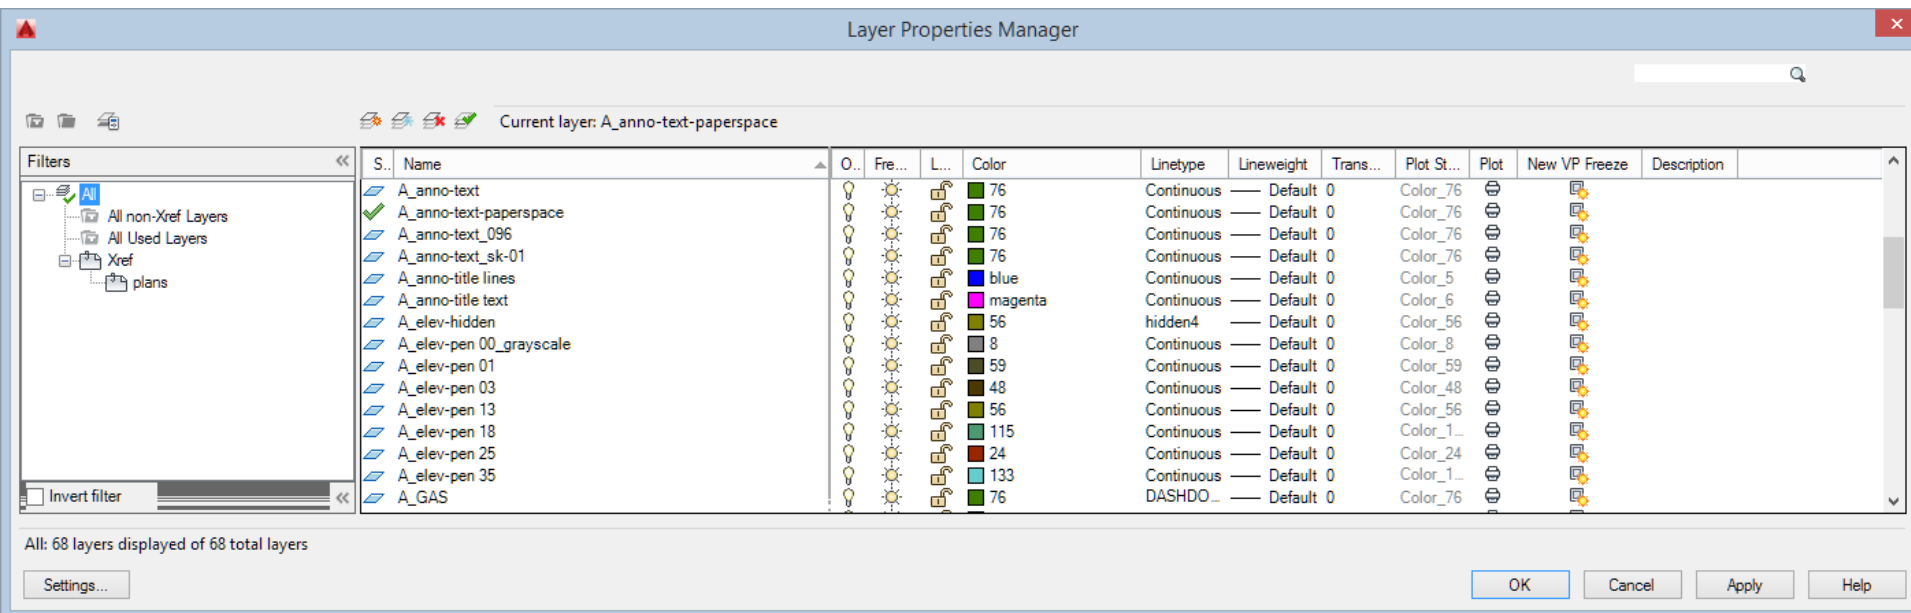 Layer Properties Manager
Current layer: A_anno-text-paperspace
Filters
All
All non-Xref Layers
All Used Layers
Xref
plans
Invert filter
S.. Name O.. Fre... L... Color Linetype Lineweight Trans... Plot St... Plot New VP Freeze Description
A_anno-text 76 Continuous Default 0 Color_76
A_anno-text-paperspace 76 Continuous Default 0 Color_76
A_anno-text_096 76 Continuous Default 0 Color_76
A_anno-text_sk-01 76 Continuous Default 0 Color_76
A_anno-title lines blue Continuous Default 0 Color_5
A_anno-title text magenta Continuous Default 0 Color_6
A_elev-hidden 56 hidden4 Default 0 Color_56
A_elev-pen 00_grayscale 8 Continuous Default 0 Color_8
A_elev-pen 01 59 Continuous Default 0 Color_59
A_elev-pen 03 48 Continuous Default 0 Color_48
A_elev-pen 13 56 Continuous Default 0 Color_56
A_elev-pen 18 115 Continuous Default 0 Color_1...
A_elev-pen 25 24 Continuous Default 0 Color_24
A_elev-pen 35 133 Continuous Default 0 Color_1...
A_GAS 76 DASHDO... Default 0 Color_76
All: 68 layers displayed of 68 total layers
Settings... OK Cancel Apply Help